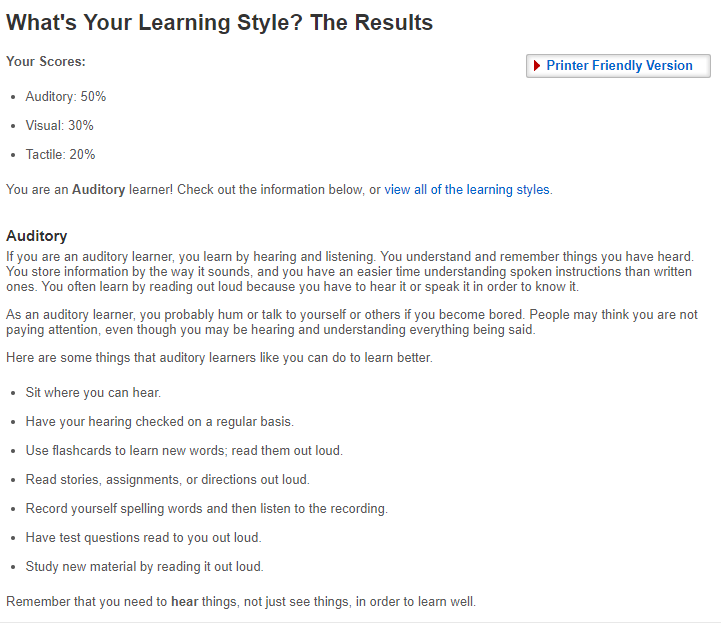 What's Your Learning Style? The Results
Your Scores:
Printer Friendly Version
Auditory: 50%
Visual: 30%
Tactile: 20%
You are an Auditory learner! Check out the information below, or view all of the learning styles.
Auditory
If you are an auditory learner, you learn by hearing and listening. You understand and remember things you have heard.
You store information by the way it sounds, and you have an easier time understanding spoken instructions than written
ones. You often learn by reading out loud because you have to hear it or speak it in order to know it.
As an auditory learner, you probably hum or talk to yourself or others if you become bored. People may think you are not
paying attention, even though you may be hearing and understanding everything being said.
Here are some things that auditory learners like you can do to learn better.
Sit where you can hear.
Have your hearing checked on a regular basis.
Use flashcards to learn new words; read them out loud.
Read stories, assignments, or directions out loud.
Record yourself spelling words and then listen to the recording.
Have test questions read to you out loud.
Study new material by reading it out loud.
Remember that you need to hear things, not just see things, in order to learn well.